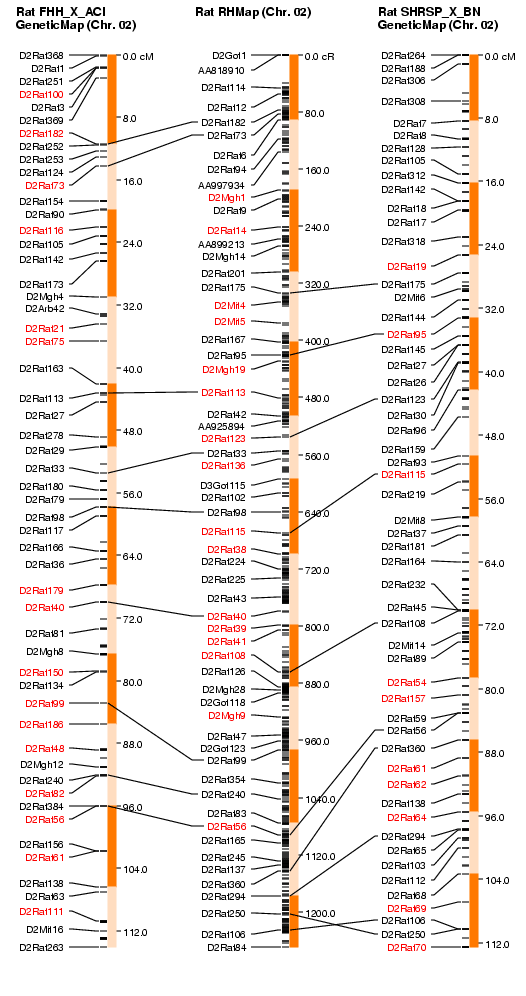 Rat FHH_X_ACI
GeneticMap (Chr. 02)
D2Rat368
D2Rat1
D2Rat251
D2Rat100
D2Rat3
D2Rat369
D2Rat182
D2Rat252
D2Rat253
D2Rat124
D2Rat73
D2Rat154
D2Rat90
D2Rat116
D2Rat105
D2Rat142
D2Rat173
D2Mgh4
D2Arb42
D2Rat21
D2Rat75
D2Rat163
D2Rat113
D2Rat27
D2Rat278
D2Rat29
D2Rat33
D2Rat180
D2Rat79
D2Rat98
D2Rat117
D2Rat166
D2Rat36
D2Rat179
D2Rat40
D2Rat81
D2Mgh8
D2Rat150
D2Rat134
D2Rat99
D2Rat186
D2Rat48
D2Mgh12
D2Rat240
D2Rat82
D2Rat384
D2Rat56
D2Rat156
D2Rat61
D2Rat138
D2Rat63
D2Rat111
D2Mit16
D2Rat263
0.0 cM
8.0
16.0
24.0
32.0
40.0
48.0
56.0
64.0
72.0
80.0
88.0
96.0
104.0
112.0
Rat RHMap (Chr. 02)
D2Got1
AA818910
D2Rat114
D2Rat12
D2Rat182
D2Rat73
D2Rat6
D2Rat94
AA997934
D2Mgh1
D2Rat9
D2Rat14
AA899213
D2Mgh14
D2Rat201
D2Rat175
D2Mit4
D2Mit5
D2Rat167
D2Rat95
D2Mgh19
D2Rat113
D2Rat42
AA925894
D2Rat123
D2Rat33
D2Rat136
D3Got115
D2Rat102
D2Rat98
D2Rat115
D2Rat38
D2Rat224
D2Rat225
D2Rat43
D2Rat40
D2Rat39
D2Rat41
D2Rat108
D2Rat126
D2Mgh28
D2Got118
D2Mgh9
D2Rat47
D2Got123
D2Rat99
D2Rat354
D2Rat240
D2Rat83
D2Rat56
D2Rat165
D2Rat245
D2Rat137
D2Rat360
D2Rat294
D2Rat250
D2Rat106
D2Rat84
0.0 cR
80.0
160.0
240.0
320.0
400.0
480.0
560.0
640.0
720.0
800.0
880.0
960.0
1040.0
1120.0
1200.0
Rat SHRSP_X_BN
GeneticMap (Chr. 02)
D2Rat264
D2Rat188
D2Rat306
D2Rat308
D2Rat7
D2Rat8
D2Rat128
D2Rat105
D2Rat312
D2Rat142
D2Rat18
D2Rat17
D2Rat318
D2Rat19
D2Rat175
D2Mit6
D2Rat144
D2Rat95
D2Rat145
D2Rat27
D2Rat26
D2Rat123
D2Rat30
D2Rat96
D2Rat159
D2Rat93
D2Rat115
D2Rat219
D2Mit8
D2Rat37
D2Rat181
D2Rat164
D2Rat232
D2Rat45
D2Rat108
D2Mit14
D2Rat89
D2Rat54
D2Rat157
D2Rat59
D2Rat56
D2Rat360
D2Rat61
D2Rat62
D2Rat138
D2Rat64
D2Rat294
D2Rat65
D2Rat103
D2Rat112
D2Rat68
D2Rat69
D2Rat106
D2Rat250
D2Rat70
0.0 cM
8.0
16.0
24.0
32.0
40.0
48.0
56.0
64.0
72.0
80.0
88.0
96.0
104.0
112.0